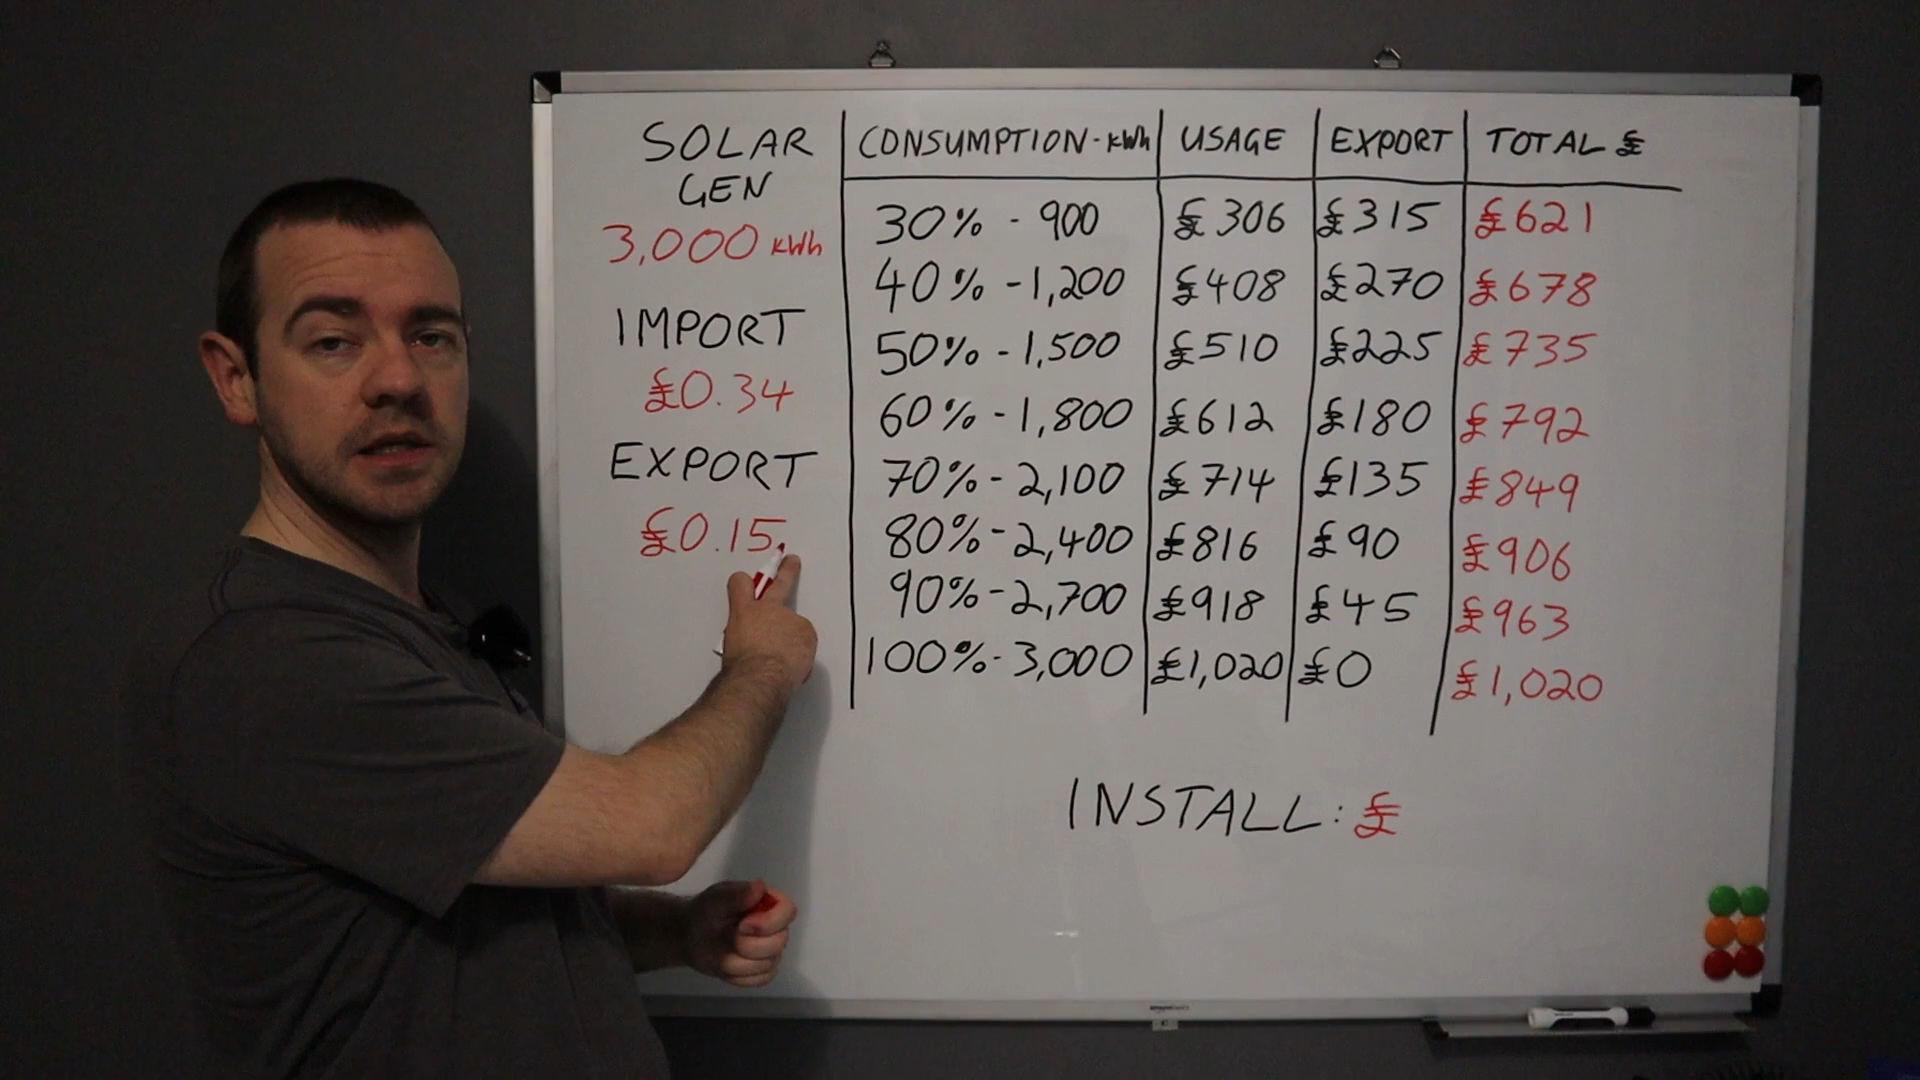 SOLAR
GEN
3,000 kWh
IMPORT
£0.34
EXPORT
£0.15
CONSUMPTION-kWh USAGE EXPORT TOTAL £
30% - 900 £306 £315 £621
40% - 1,200 £408 £270 £678
50% - 1,500 £510 £225 £735
60% - 1,800 £612 £180 £792
70% - 2,100 £714 £135 £849
80% - 2,400 £816 £90 £906
90% - 2,700 £918 £45 £963
100% - 3,000 £1,020 £0 £1,020
INSTALL: £